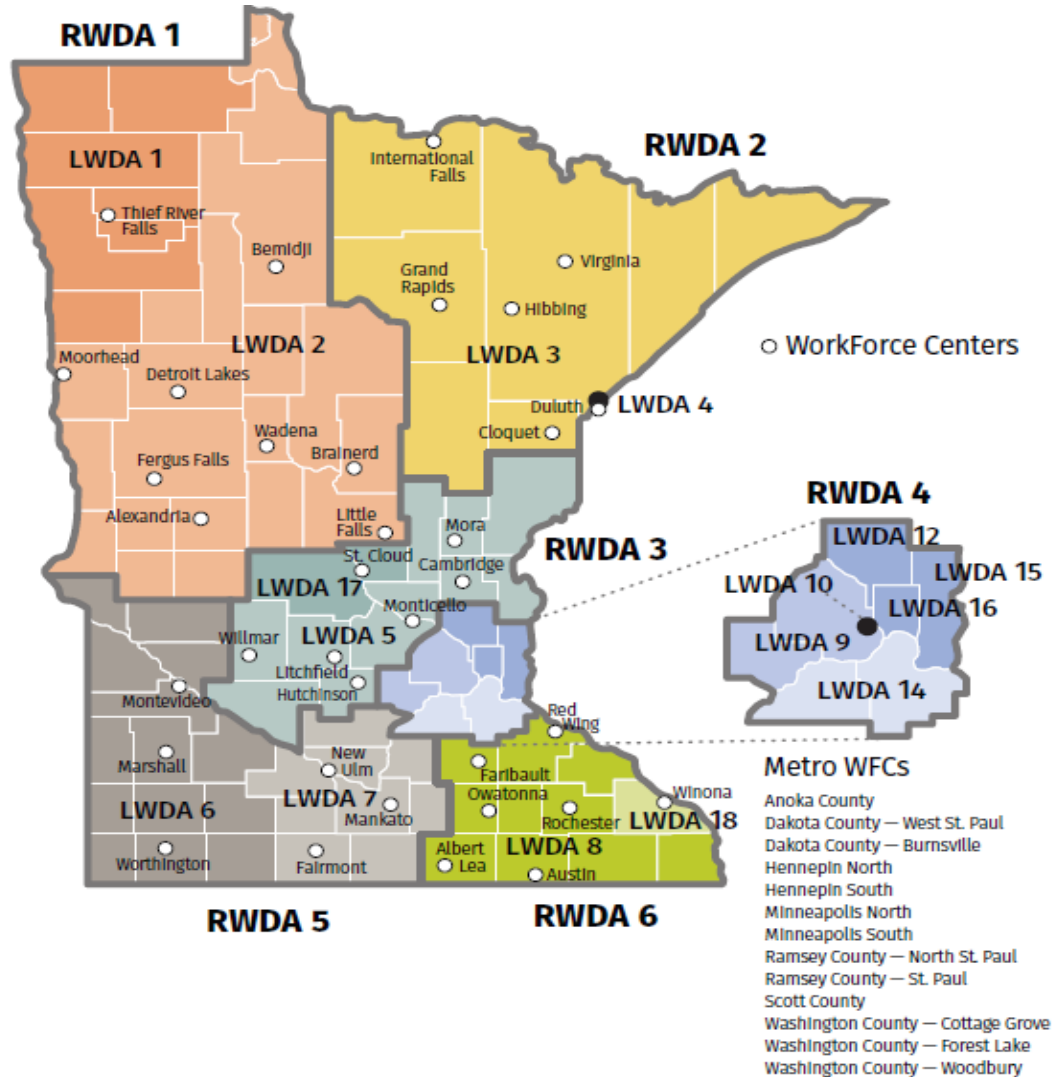 RWDA 1
RWDA 2
International
Falls
LWDA 1
Thief River
Falls
Bemidji
Virginia
Grand
Rapids
Hibbing
LWDA 2
LWDA 3
WorkForce Centers
Moorhead
Detroit Lakes
Duluth
LWDA 4
Cloquet
Wadena
Brainerd
Fergus Falls
Alexandria
Little
Falls
Mora
RWDA 3
RWDA 4
LWDA 12
St. Cloud
Cambridge
LWDA 17
LWDA 10
LWDA 15
Monticello
LWDA 16
Willmar
LWDA 5
LWDA 9
Litchfield
Hutchinson
LWDA 14
Montevideo
Red
Wing
Marshall
New
Ulm
Faribault
Metro WFCs
Owatonna
Winona
LWDA 6
LWDA 7
Mankato
Rochester
LWDA 18
Worthington
Fairmont
Albert
Lea
LWDA 8
Austin
RWDA 5
RWDA 6
Anoka County
Dakota County — West St. Paul
Dakota County — Burnsville
Hennepin North
Hennepin South
Minneapolis North
Minneapolis South
Ramsey County — North St. Paul
Ramsey County — St. Paul
Scott County
Washington County — Cottage Grove
Washington County — Forest Lake
Washington County — Woodbury